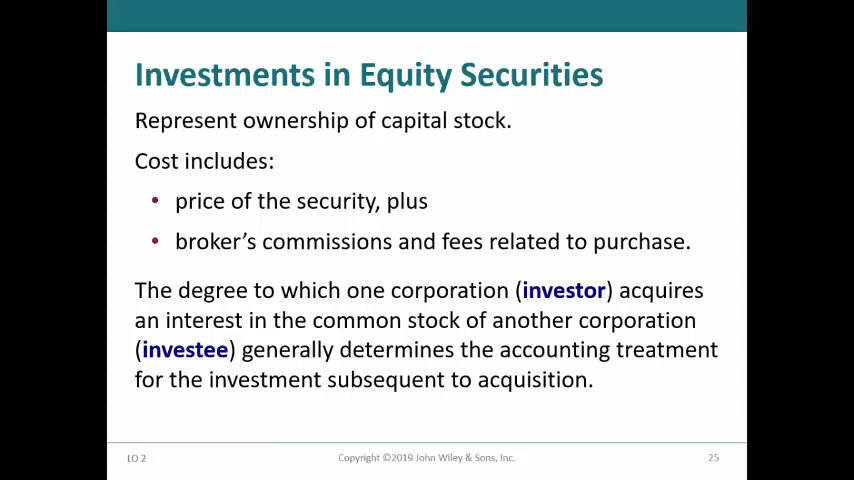 Investments in Equity Securities
Represent ownership of capital stock.
Cost includes:
• price of the security, plus
• broker's commissions and fees related to purchase.
The degree to which one corporation (investor) acquires
an interest in the common stock of another corporation
(investee) generally determines the accounting treatment
for the investment subsequent to acquisition.
LO 2
Copyright ©2019 John Wiley & Sons, Inc.
25